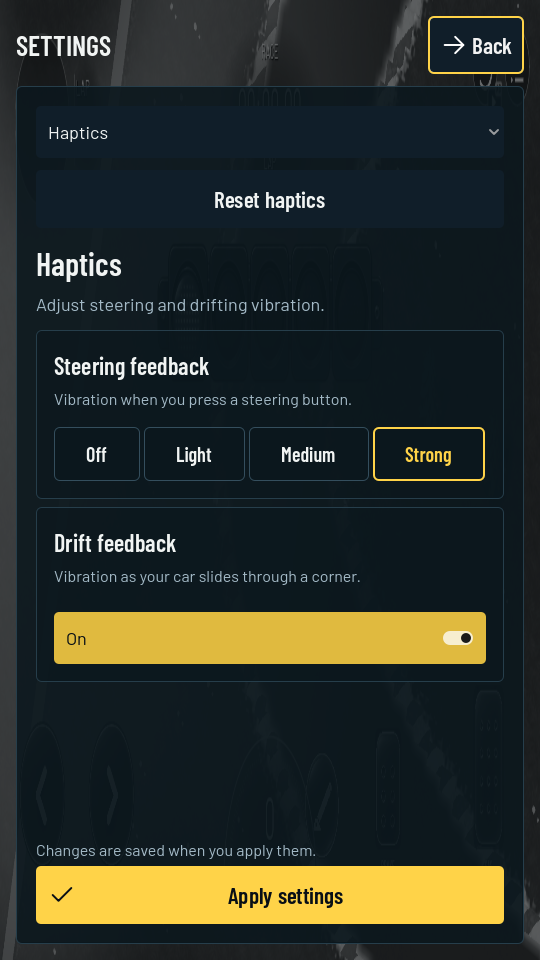 SETTINGS
Back
Haptics
Reset haptics
Haptics
Adjust steering and drifting vibration.
Steering feedback
Vibration when you press a steering button.
Off
Light
Medium
Strong
Drift feedback
Vibration as your car slides through a corner.
On
Changes are saved when you apply them.
Apply settings